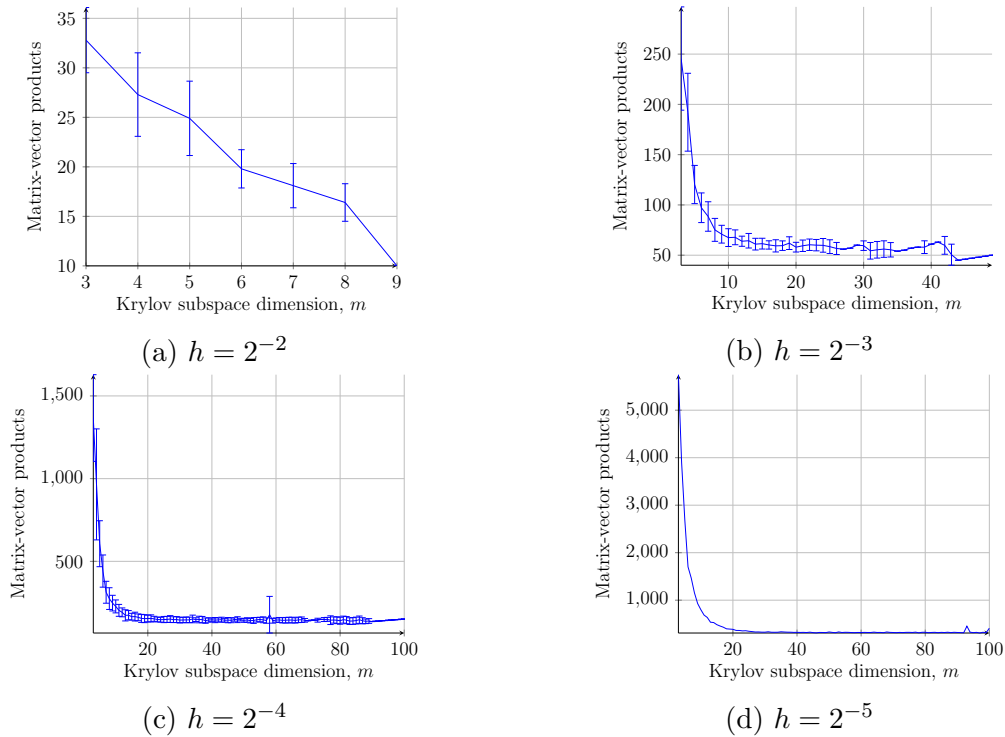 35
30
25
20
15
10
Matrix-vector products
3 4 5 6 7 8 9
Krylov subspace dimension, m
(a) h = 2⁻²
250
200
150
100
50
Matrix-vector products
10 20 30 40
Krylov subspace dimension, m
(b) h = 2⁻³
1,500
1,000
500
Matrix-vector products
20 40 60 80 100
Krylov subspace dimension, m
(c) h = 2⁻⁴
5,000
4,000
3,000
2,000
1,000
Matrix-vector products
20 40 60 80 100
Krylov subspace dimension, m
(d) h = 2⁻⁵